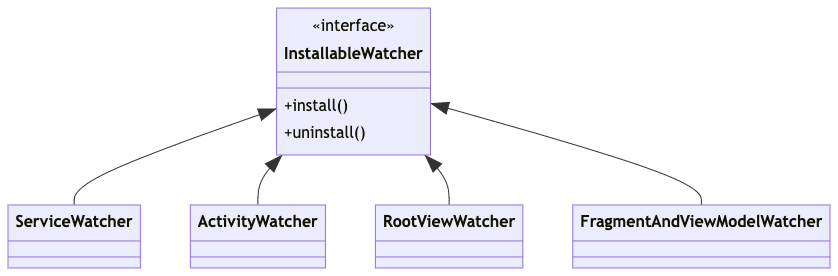 «interface»
InstallableWatcher
+install()
+uninstall()
ServiceWatcher
ActivityWatcher
RootViewWatcher
FragmentAndViewModelWatcher